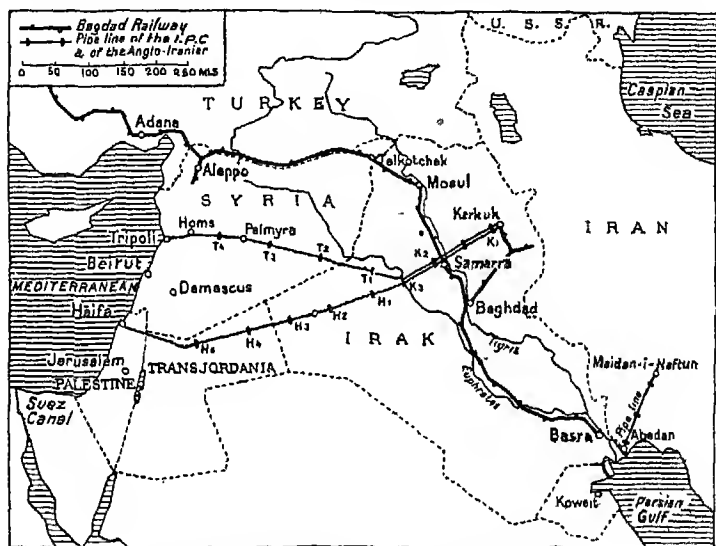 Bagdad Railway
Pipe line of the I.P.C
& of the Anglo-Iranier
0 50 100 150 200 250 MLS
U. S. S. R.
Caspian
Sea
TURKEY
Adana
Aleppo
Telkotchek
Mosul
SYRIA
Kerkuk
IRAN
Homs
Palmyra
Tripoli
T4
T3
T2
T1
K1
K2
K3
Samarra
Beirut
MEDITERRANEAN
Damascus
Baghdad
Haifa
H1
H2
H3
H4
H5
IRAK
Tigris
Euphrates
Jerusalem
PALESTINE
TRANSJORDANIA
Maidan-i-Naftun
Pipe line
Suez
Canal
Basra
Abadan
Koweit
Persian
Gulf